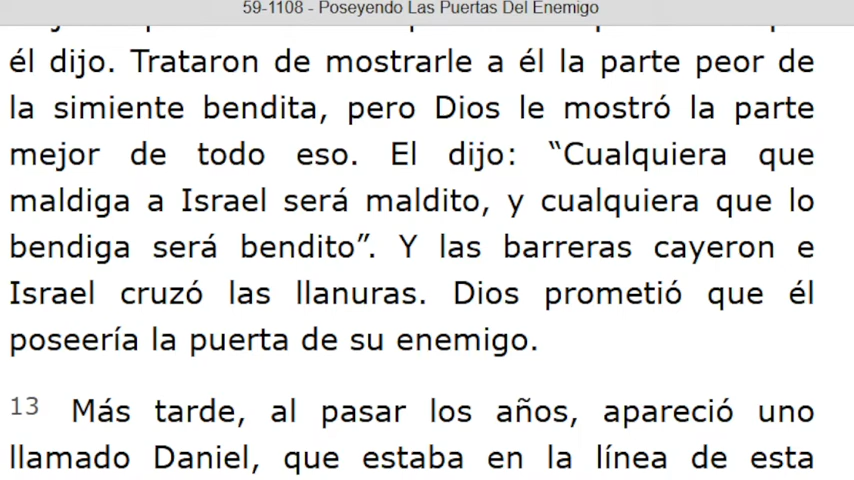 59-1108 - Poseyendo Las Puertas Del Enemigo
él dijo. Trataron de mostrarle a él la parte peor de
la simiente bendita, pero Dios le mostró la parte
mejor de todo eso. El dijo: “Cualquiera que
maldiga a Israel será maldito, y cualquiera que lo
bendiga será bendito”. Y las barreras cayeron e
Israel cruzó las llanuras. Dios prometió que él
poseería la puerta de su enemigo.
13 Más tarde, al pasar los años, apareció uno
llamado Daniel, que estaba en la línea de esta